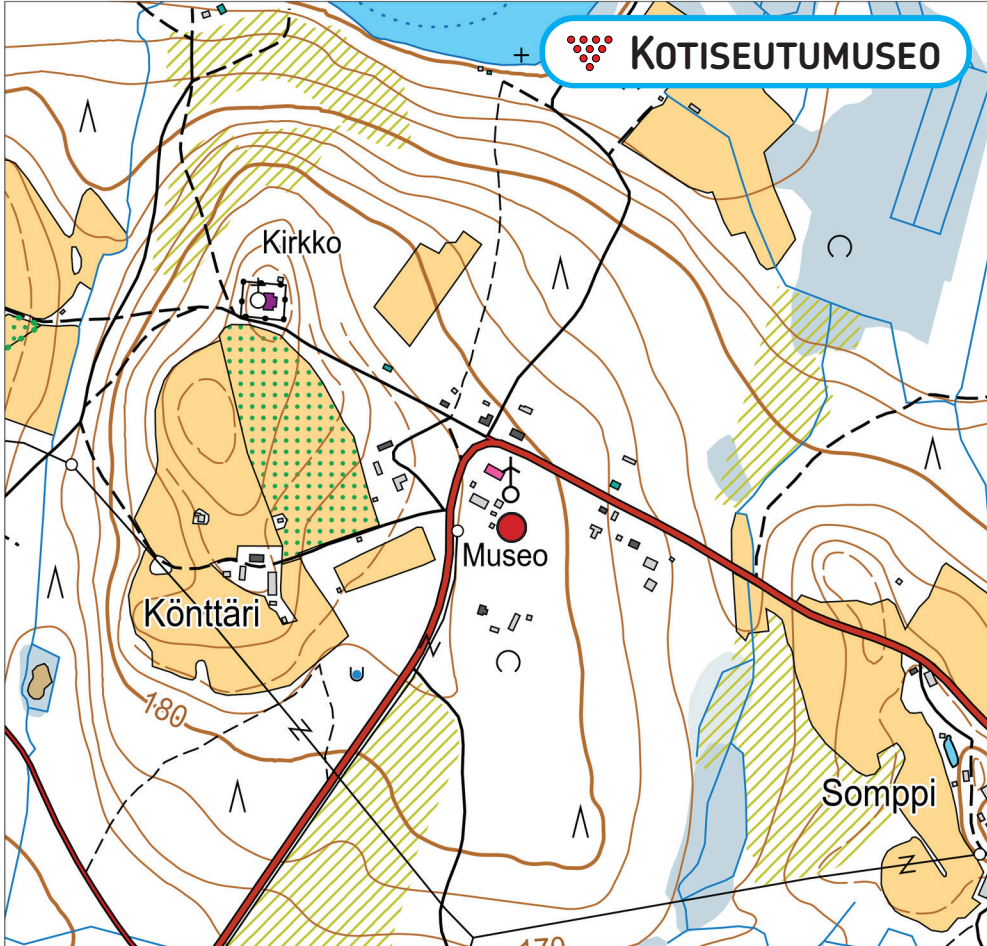 KOTISEUTUMUSEO
Kirkko
Museo
Könttäri
180
Somppi
170